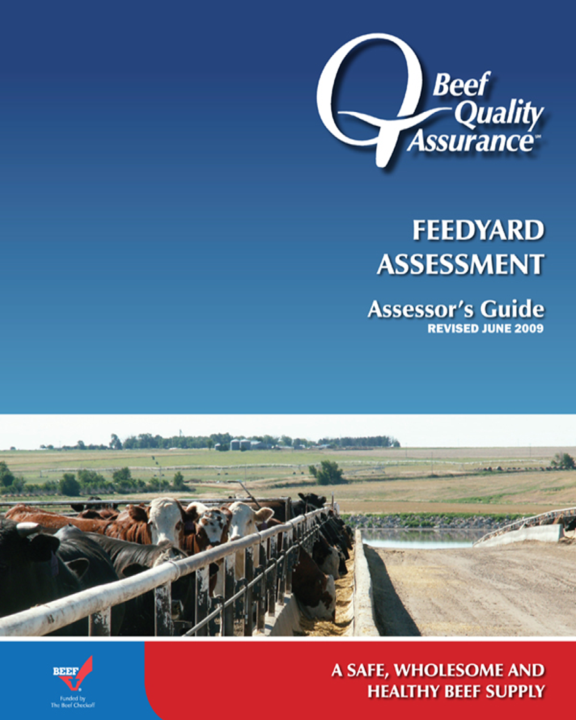 Beef
Quality
Assurance™
FEEDYARD
ASSESSMENT
Assessor's Guide
REVISED JUNE 2009
BEEF
Funded by
The Beef Checkoff
A SAFE, WHOLESOME AND
HEALTHY BEEF SUPPLY